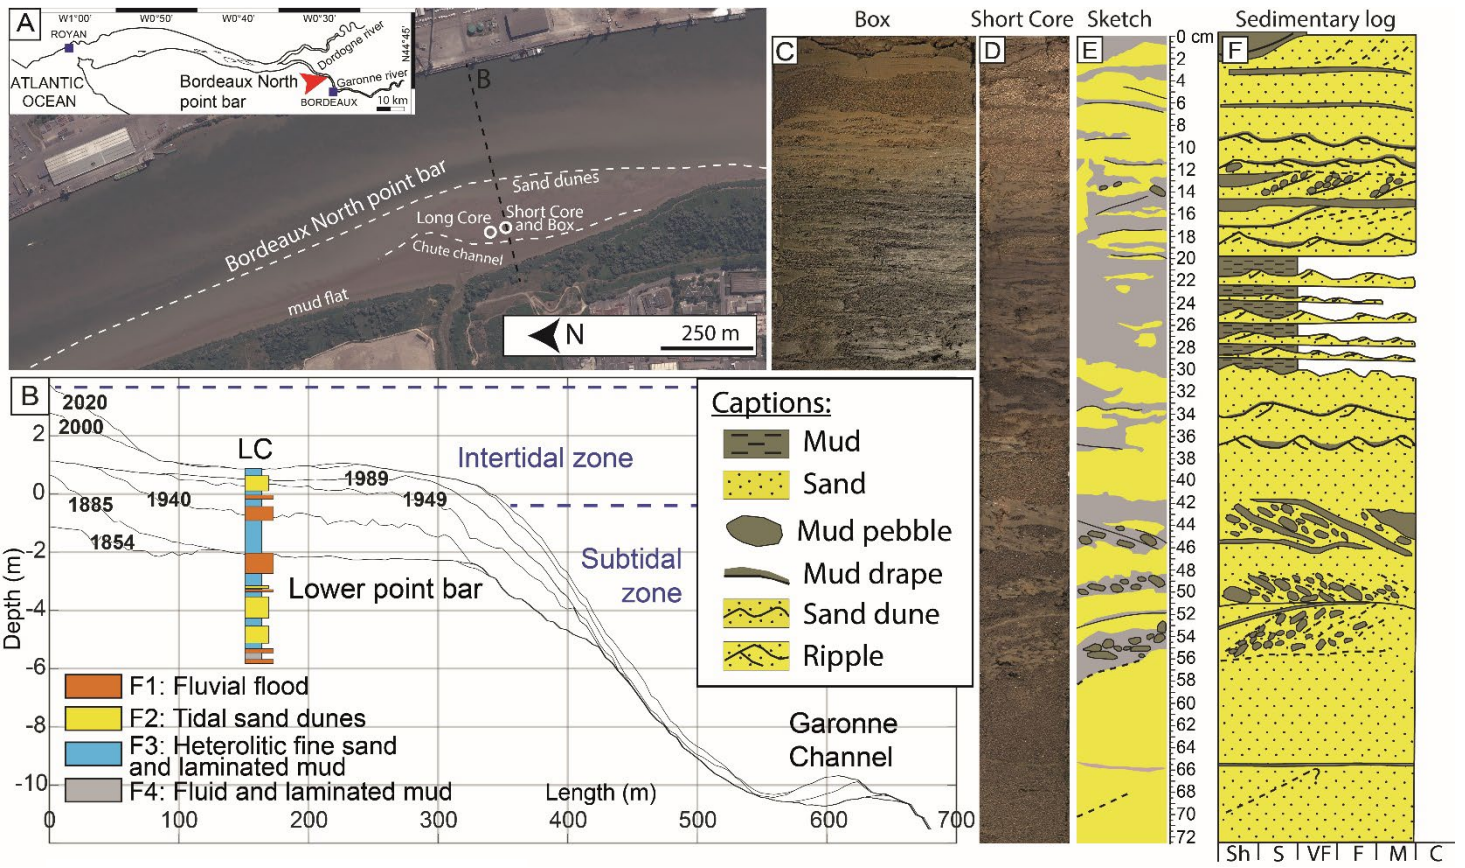 A
W1°00'
W0°50'
W0°40'
W0°30'
N44°45'
ROYAN
ATLANTIC
OCEAN
Dordogne river
Garonne river
Bordeaux North
point bar
BORDEAUX
10 km
B
Bordeaux North point bar
Sand dunes
Long Core
Short Core
and Box
Chute channel
mud flat
N
250 m
Box
Short Core
Sketch
Sedimentary log
C
D
E
F
0 cm
2
4
6
8
10
12
14
16
18
20
22
24
26
28
30
32
34
36
38
40
42
44
46
48
50
52
54
56
58
60
62
64
66
68
70
72
?
Sh
S
VF
F
M
C
B
2020
2000
1989
1940
1949
1885
1854
LC
Intertidal zone
Subtidal
zone
Lower point bar
Garonne
Channel
Depth (m)
2
0
-2
-4
-6
-8
-10
F1: Fluvial flood
F2: Tidal sand dunes
F3: Heterolitic fine sand
and laminated mud
F4: Fluid and laminated mud
Length (m)
0
100
200
300
400
500
600
700
Captions:
Mud
Sand
Mud pebble
Mud drape
Sand dune
Ripple